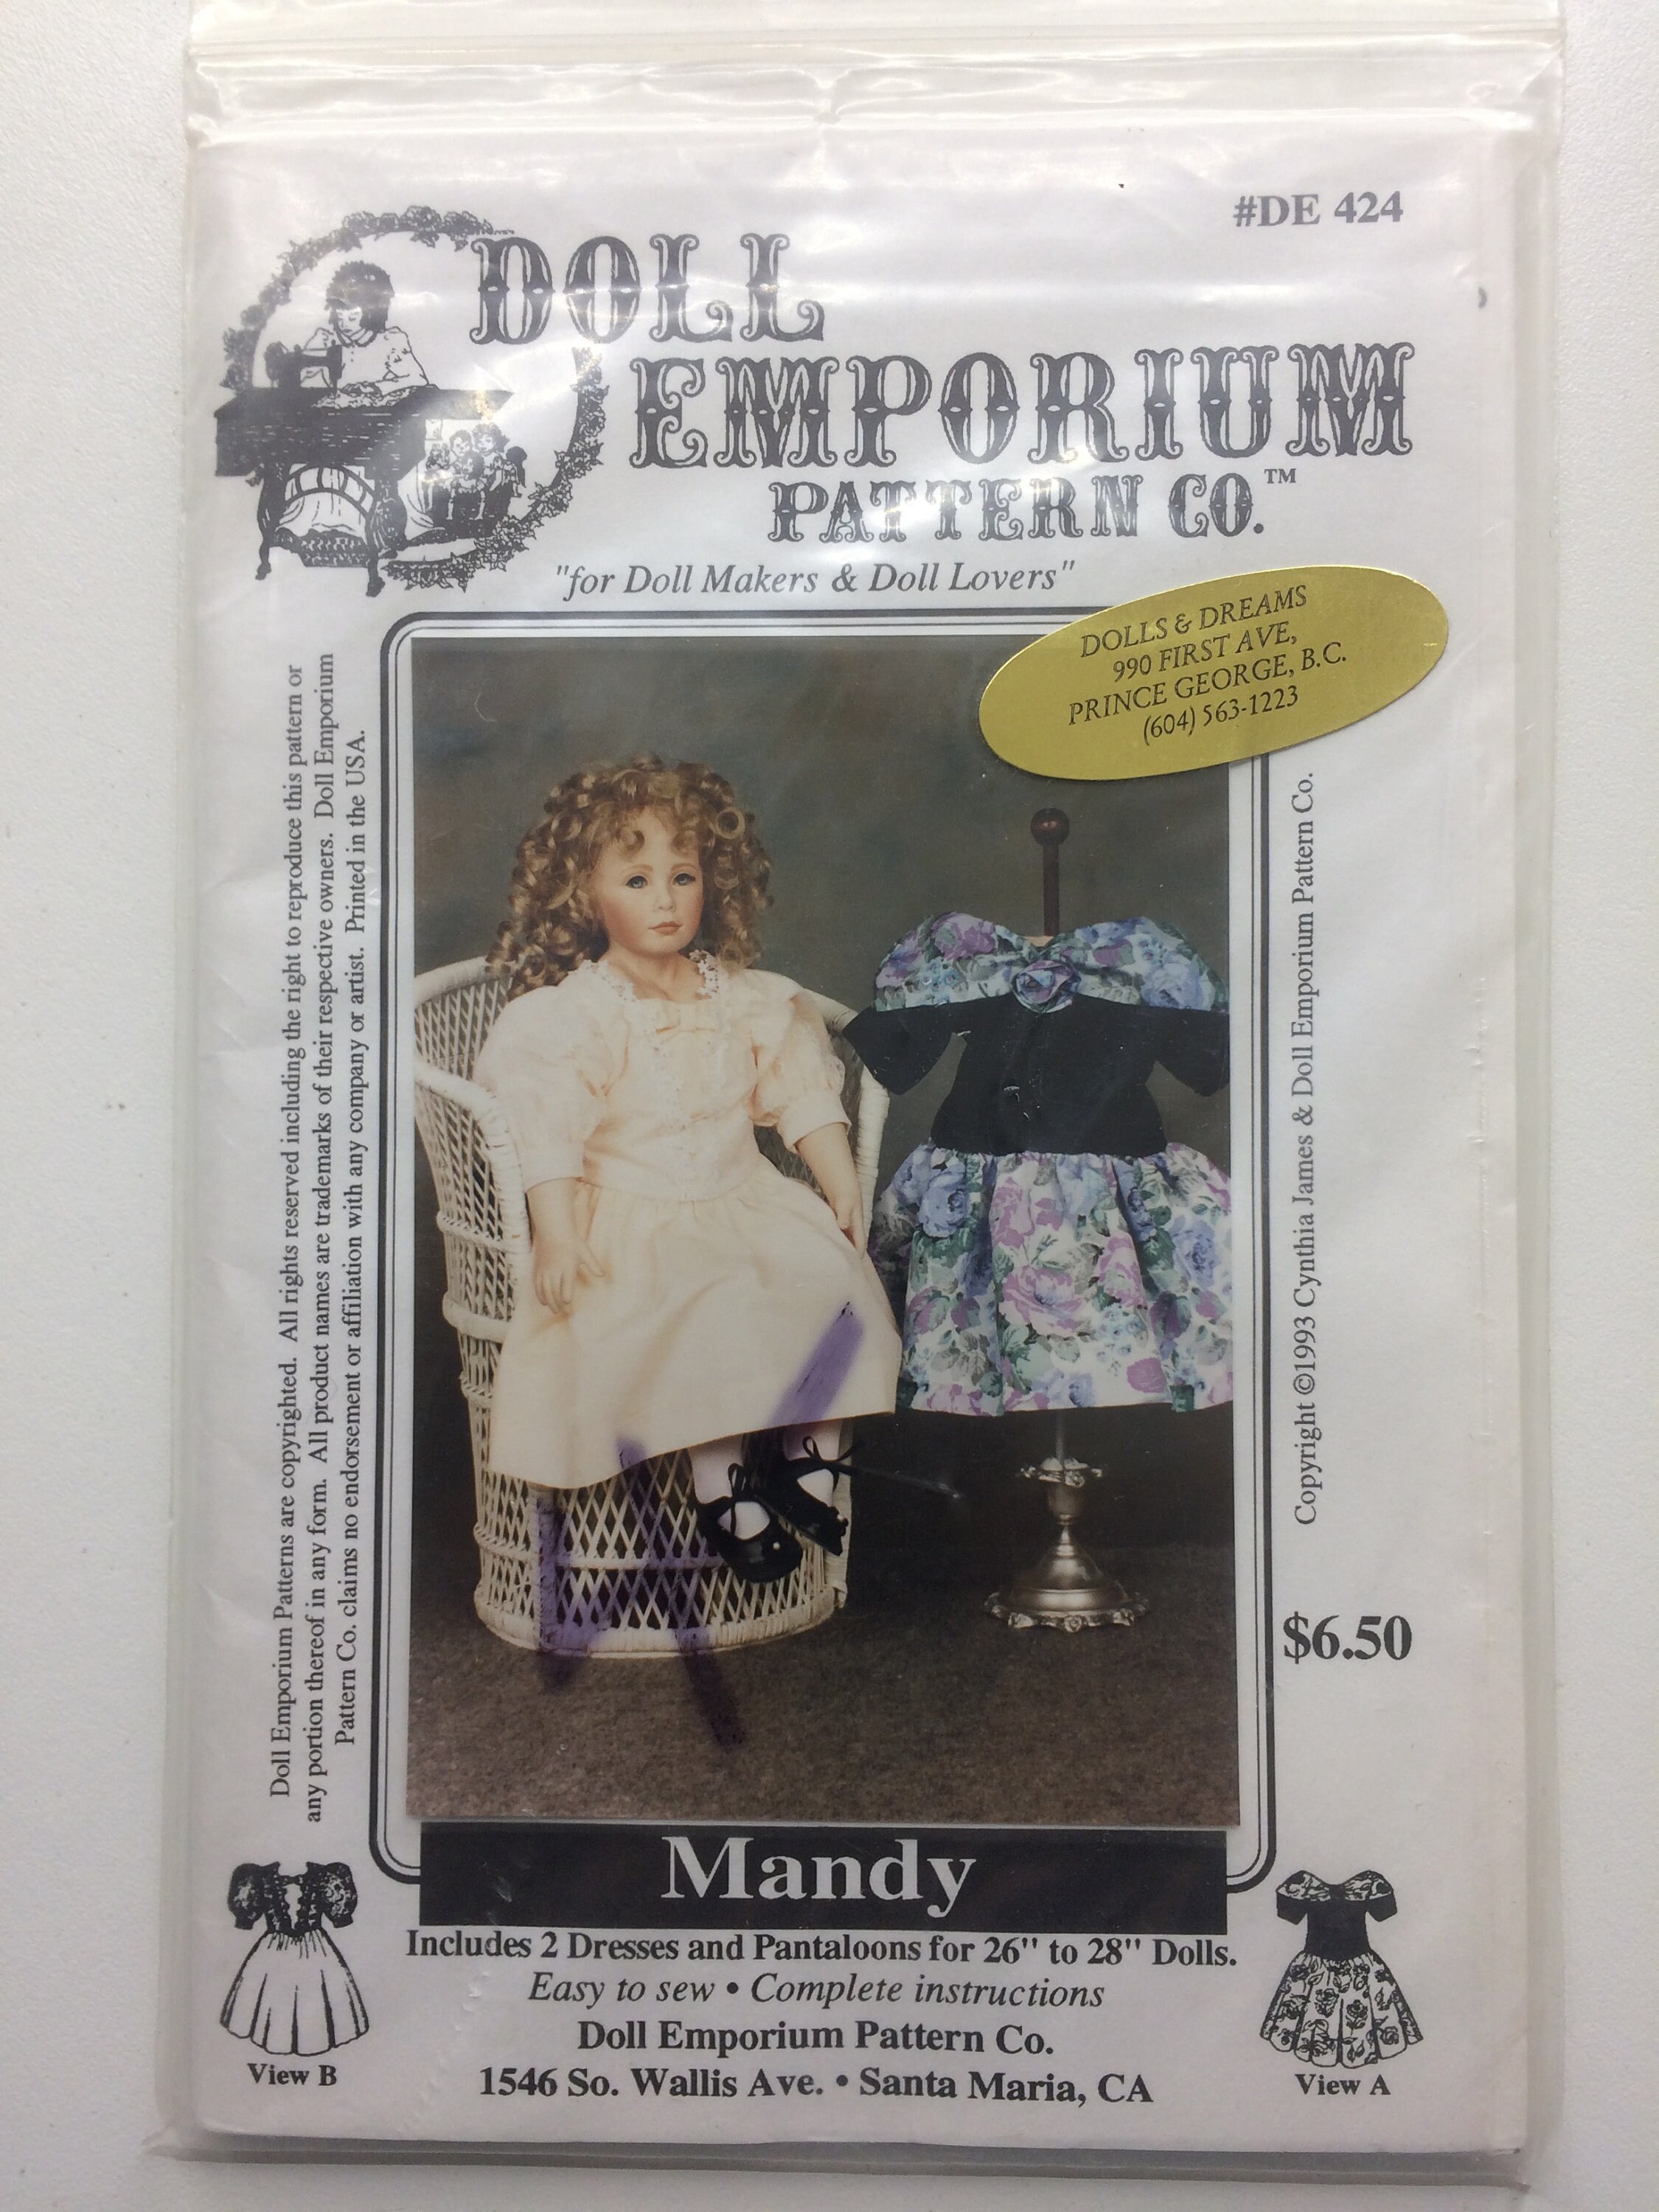 #DE 424
DOLL
EMPORIUM
PATTERN CO.™
"for Doll Makers & Doll Lovers"
DOLLS & DREAMS
990 FIRST AVE,
PRINCE GEORGE, B.C.
(604) 563-1223
Doll Emporium Patterns are copyrighted. All rights reserved including the right to reproduce this pattern or
any portion thereof in any form. All product names are trademarks of their respective owners. Doll Emporium
Pattern Co. claims no endorsement or affiliation with any company or artist. Printed in the USA.
Copyright ©1993 Cynthia James & Doll Emporium Pattern Co.
$6.50
Mandy
Includes 2 Dresses and Pantaloons for 26" to 28" Dolls.
Easy to sew • Complete instructions
Doll Emporium Pattern Co.
1546 So. Wallis Ave. • Santa Maria, CA
View B
View A